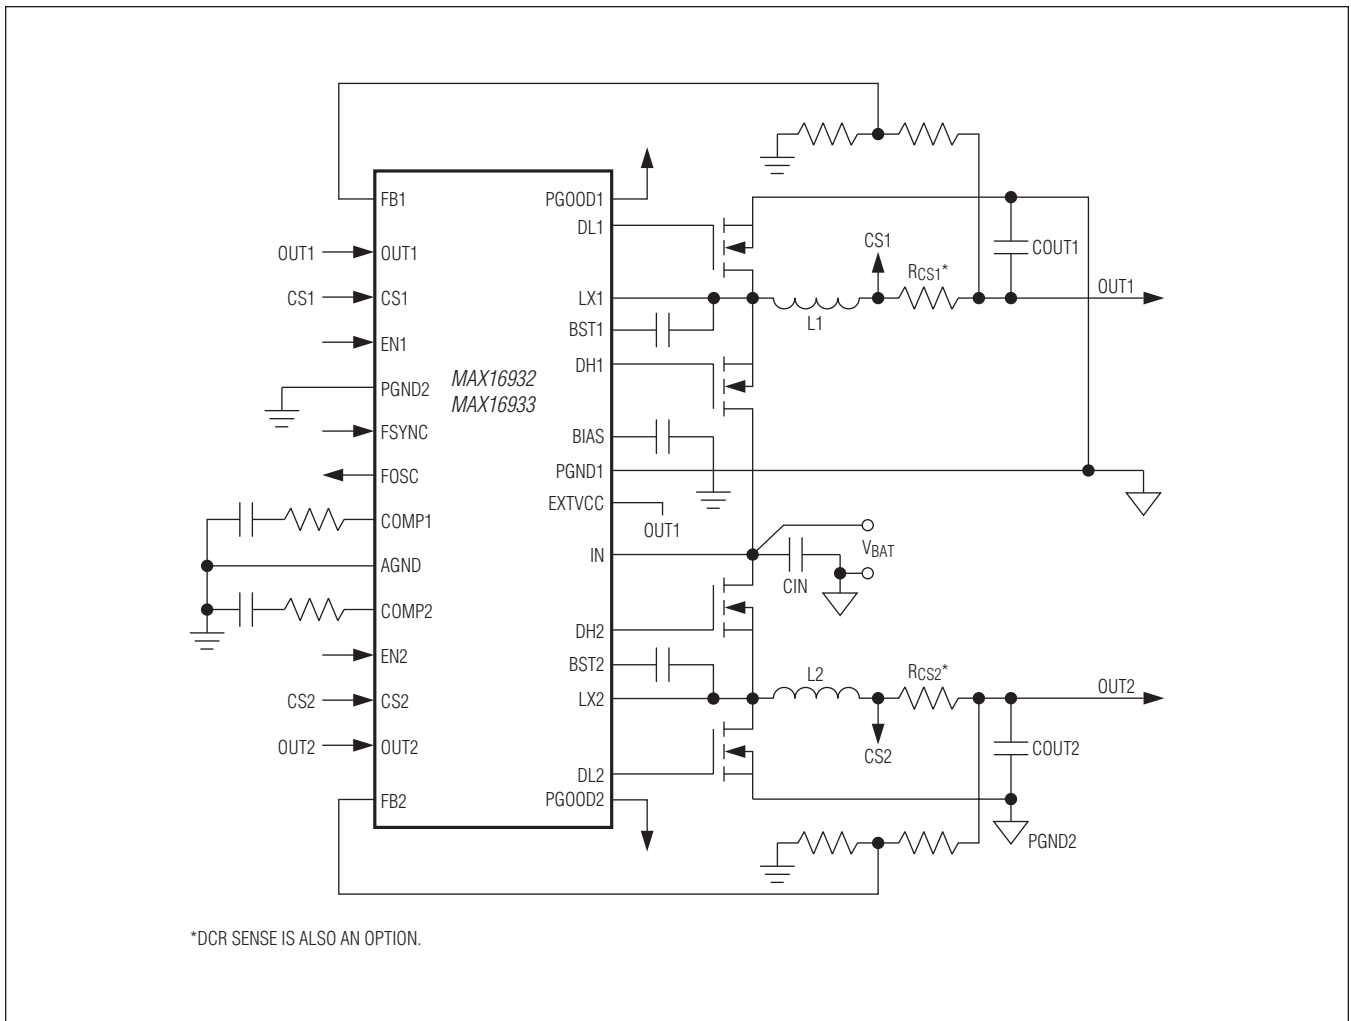 FB1
OUT1
OUT1
CS1
CS1
EN1
PGND2
FSYNC
FOSC
COMP1
AGND
COMP2
EN2
CS2
CS2
OUT2
OUT2
FB2
MAX16932
MAX16933
PGOOD1
DL1
LX1
BST1
DH1
BIAS
PGND1
EXTVCC
OUT1
IN
DH2
BST2
LX2
DL2
PGOOD2
CS1
RCS1*
L1
COUT1
OUT1
VBAT
CIN
L2
RCS2*
CS2
OUT2
COUT2
PGND2
*DCR SENSE IS ALSO AN OPTION.